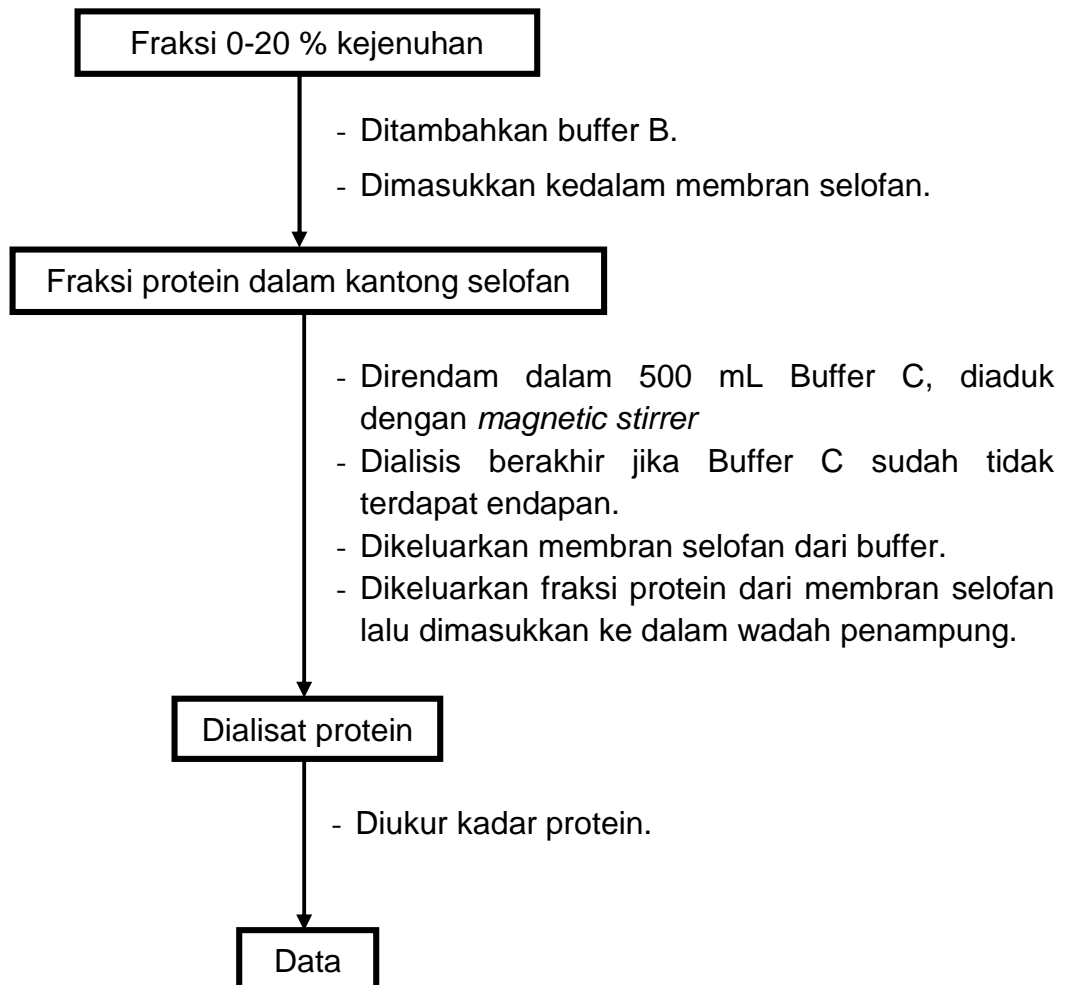 Fraksi 0-20 % kejenuhan
- Ditambahkan buffer B.
- Dimasukkan kedalam membran selofan.
Fraksi protein dalam kantong selofan
- Direndam dalam 500 mL Buffer C, diaduk
dengan magnetic stirrer
- Dialisis berakhir jika Buffer C sudah tidak
terdapat endapan.
- Dikeluarkan membran selofan dari buffer.
- Dikeluarkan fraksi protein dari membran selofan
lalu dimasukkan ke dalam wadah penampung.
Dialisat protein
- Diukur kadar protein.
Data